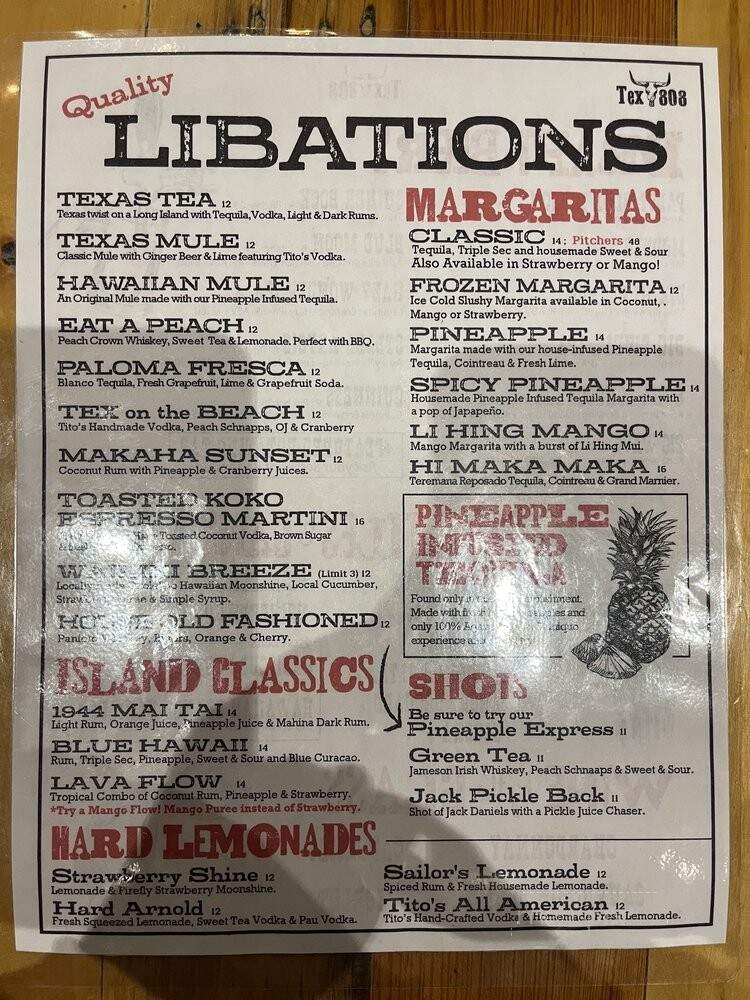 Quality
Tex 808
LIBATIONS
TEXAS TEA 12
Texas twist on a Long Island with Tequila, Vodka, Light & Dark Rums.
TEXAS MULE 12
Classic Mule with Ginger Beer & Lime featuring Tito's Vodka.
HAWAIIAN MULE 12
An Original Mule made with our Pineapple Infused Tequila.
EAT A PEACH 12
Peach Crown Whiskey, Sweet Tea & Lemonade. Perfect with BBQ.
PALOMA FRESCA 12
Blanco Tequila, Fresh Grapefruit, Lime & Grapefruit Soda.
TEX on the BEACH 12
Tito's Handmade Vodka, Peach Schnapps, OJ & Cranberry
MAKAHA SUNSET 12
Coconut Rum with Pineapple & Cranberry Juices.
TOASTED KOKO
ESPRESSO MARTINI 16
Toasted Coconut Vodka, Brown Sugar
BREEZE (Limit 3) 12
Hawaiian Moonshine, Local Cucumber,
& Simple Syrup.
OLD FASHIONED 12
Orange & Cherry.
ISLAND CLASSICS
1944 MAI TAI 14
Light Rum, Orange Juice, Pineapple Juice & Mahina Dark Rum.
BLUE HAWAII 14
Rum, Triple Sec, Pineapple, Sweet & Sour and Blue Curacao.
LAVA FLOW 14
Tropical Combo of Coconut Rum, Pineapple & Strawberry.
*Try a Mango Flow! Mango Puree instead of Strawberry.
HARD LEMONADES
Strawberry Shine 12
Lemonade & Firefly Strawberry Moonshine.
Hard Arnold 12
Fresh Squeezed Lemonade, Sweet Tea Vodka & Pau Vodka.
MARGARITAS
CLASSIC 14; Pitchers 48
Tequila, Triple Sec and housemade Sweet & Sour
Also Available in Strawberry or Mango!
FROZEN MARGARITA 12
Ice Cold Slushy Margarita available in Coconut, .
Mango or Strawberry.
PINEAPPLE 14
Margarita made with our house-infused Pineapple
Tequila, Cointreau & Fresh Lime.
SPICY PINEAPPLE 14
Housemade Pineapple Infused Tequila Margarita with
a pop of Japapeño.
LI HING MANGO 14
Mango Margarita with a burst of Li Hing Mui.
HI MAKA MAKA 16
Teremana Reposado Tequila, Cointreau & Grand Marnier.
PINEAPPLE
INFUSED
TEQUILA
Found only
Made with and
only 100% unique
experience
SHOTS
Be sure to try our
Pineapple Express 11
Green Tea 11
Jameson Irish Whiskey, Peach Schnaaps & Sweet & Sour.
Jack Pickle Back 11
Shot of Jack Daniels with a Pickle Juice Chaser.
Sailor's Lemonade 12
Spiced Rum & Fresh Housemade Lemonade.
Tito's All American 12
Tito's Hand-Crafted Vodka & Homemade Fresh Lemonade.